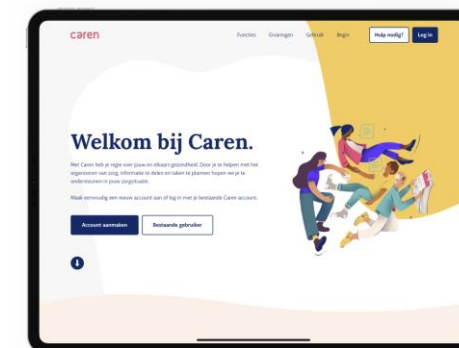 caren
Functies Ervaringen Gebruik Begin Hulp nodig? Log in
Welkom bij Caren.
Met Caren heb je regie over jouw en elkaars gezondheid. Door je te helpen met het
organiseren van zorg, informatie te delen en taken te plannen hopen we je te
ondersteunen in jouw zorgsituatie.
Maak eenvoudig een nieuw account aan of log in met je bestaande Caren account.
Account aanmaken Bestaande gebruiker